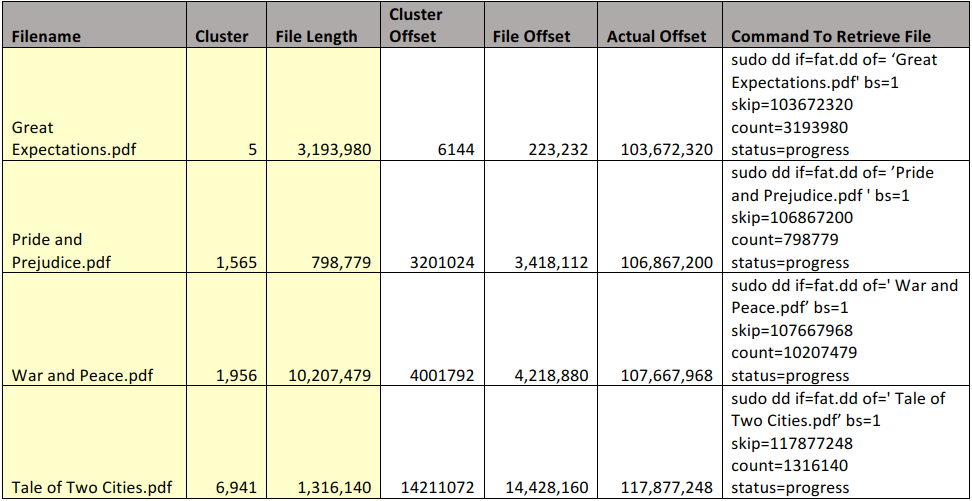 Filename Cluster File Length Cluster Offset File Offset Actual Offset Command To Retrieve File
Great Expectations.pdf 5 3,193,980 6144 223,232 103,672,320
sudo dd if=fat.dd of= ‘Great
Expectations.pdf' bs=1
skip=103672320
count=3193980
status=progress
Pride and Prejudice.pdf 1,565 798,779 3201024 3,418,112 106,867,200
sudo dd if=fat.dd of= ’Pride
and Prejudice.pdf ' bs=1
skip=106867200
count=798779
status=progress
War and Peace.pdf 1,956 10,207,479 4001792 4,218,880 107,667,968
sudo dd if=fat.dd of=' War and
Peace.pdf’ bs=1
skip=107667968
count=10207479
status=progress
Tale of Two Cities.pdf 6,941 1,316,140 14211072 14,428,160 117,877,248
sudo dd if=fat.dd of=' Tale of
Two Cities.pdf’ bs=1
skip=117877248
count=1316140
status=progress